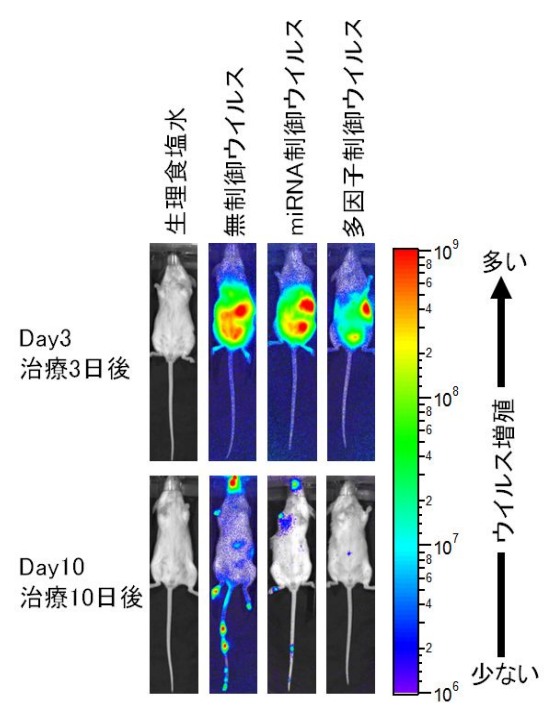 生理食塩水
無制御ウイルス
miRNA制御ウイルス
多因子制御ウイルス
Day3
治療3日後
Day10
治療10日後
10⁹
8
6
4
2
10⁸
8
6
4
2
10⁷
8
6
4
2
10⁶
多い
ウイルス増殖
少ない